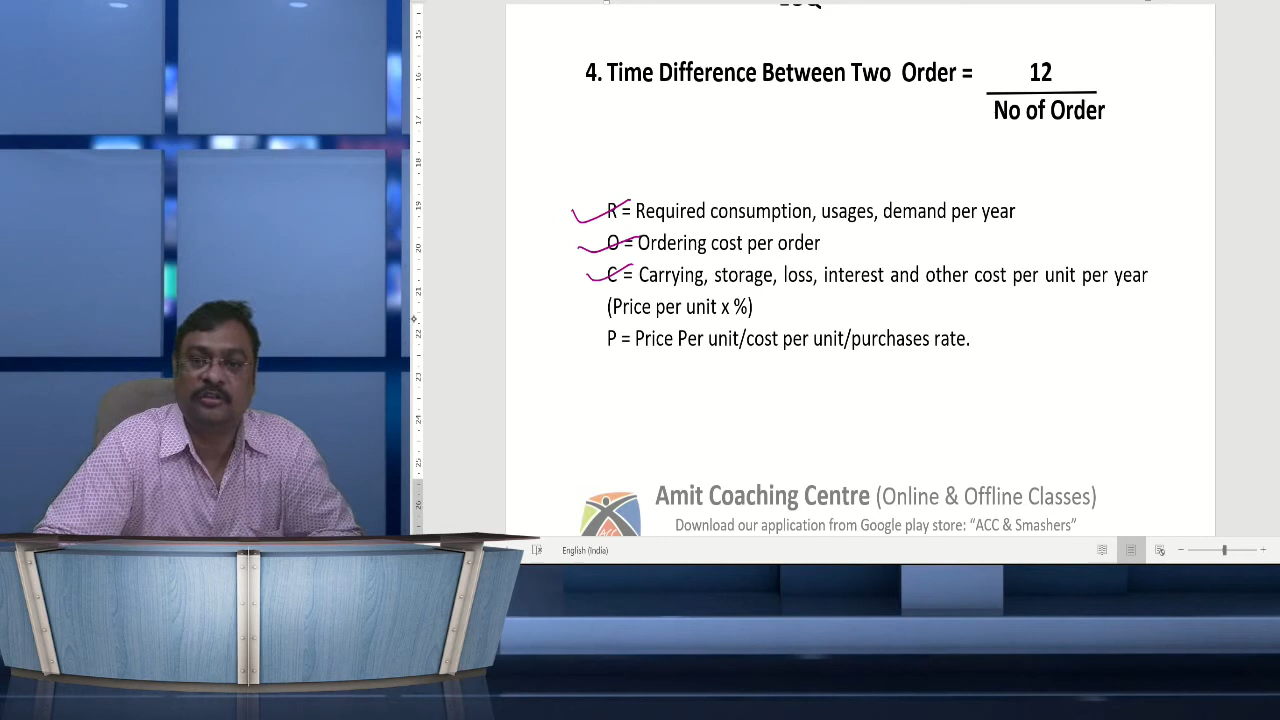 4. Time Difference Between Two Order = 12
No of Order
R = Required consumption, usages, demand per year
O = Ordering cost per order
C = Carrying, storage, loss, interest and other cost per unit per year
(Price per unit x %)
P = Price Per unit/cost per unit/purchases rate.
Amit Coaching Centre (Online & Offline Classes)
Download our application from Google play store: “ACC & Smashers”
ACC
English (India)